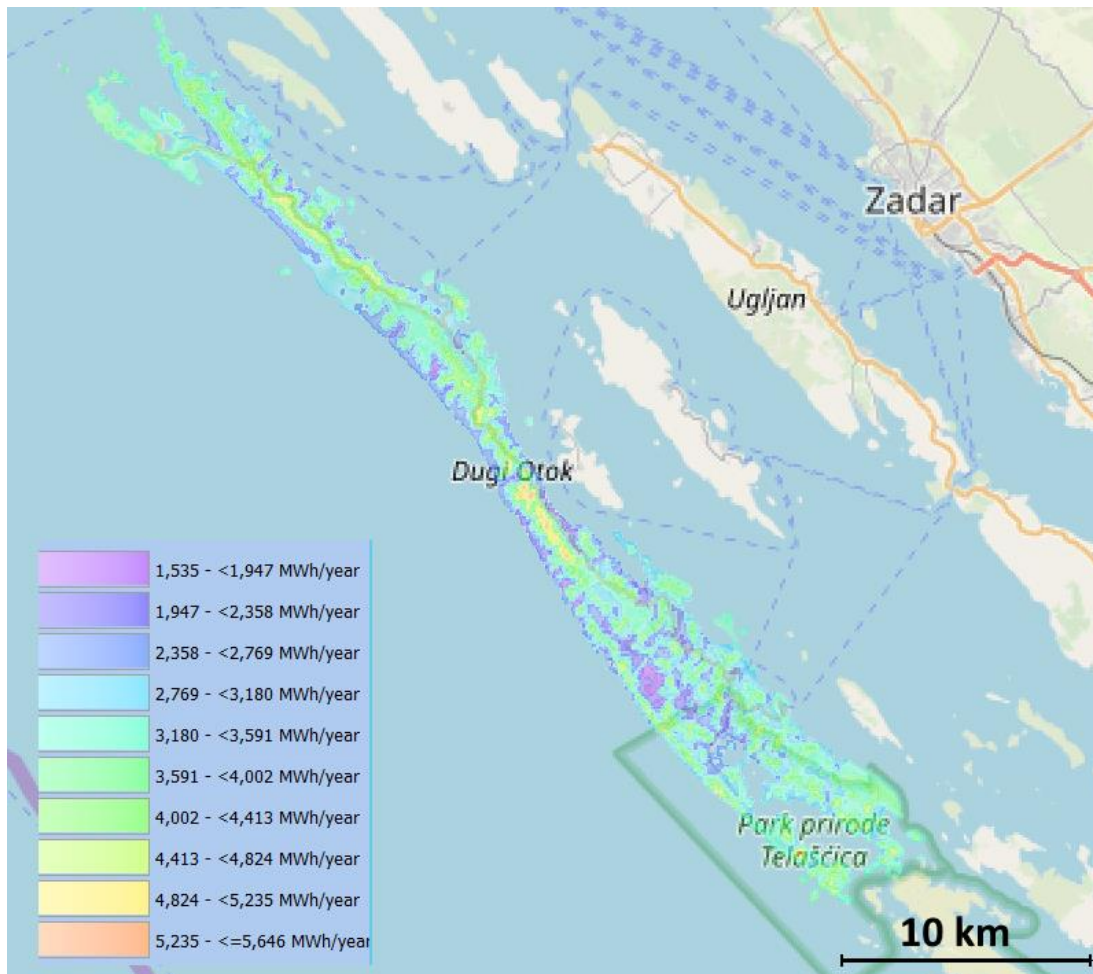 Zadar
Ugljan
Dugi Otok
1,535 - <1,947 MWh/year
1,947 - <2,358 MWh/year
2,358 - <2,769 MWh/year
2,769 - <3,180 MWh/year
3,180 - <3,591 MWh/year
3,591 - <4,002 MWh/year
4,002 - <4,413 MWh/year
4,413 - <4,824 MWh/year
4,824 - <5,235 MWh/year
5,235 - <=5,646 MWh/year
Park prirode
Telašćica
10 km